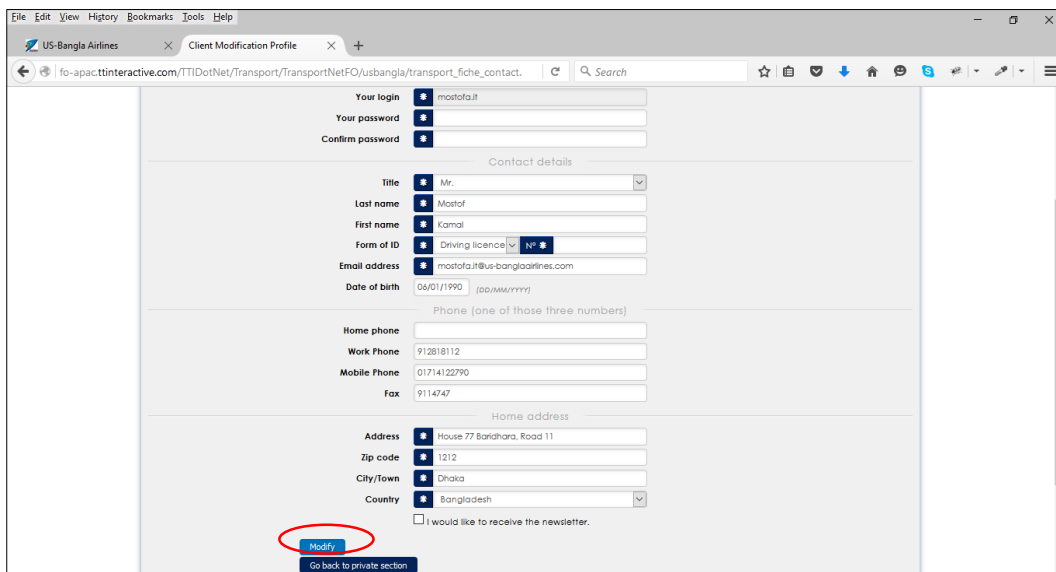 File Edit View History Bookmarks Tools Help
US-Bangla Airlines
Client Modification Profile
fo-apac.ttinteractive.com/TTIDotNet/Transport/TransportNetFO/usbangla/transport_fiche_contact.
Search
Your login mostofa.it
Your password
Confirm password
Contact details
Title Mr.
Last name Mostof
First name Kamal
Form of ID Driving licence N°
Email address mostofa.it@us-banglaairlines.com
Date of birth 06/01/1990 (DD/MM/YYYY)
Phone (one of those three numbers)
Home phone
Work Phone 912818112
Mobile Phone 01714122790
Fax 9114747
Home address
Address House 77 Baridhara, Road 11
Zip code 1212
City/Town Dhaka
Country Bangladesh
I would like to receive the newsletter.
Modify
Go back to private section